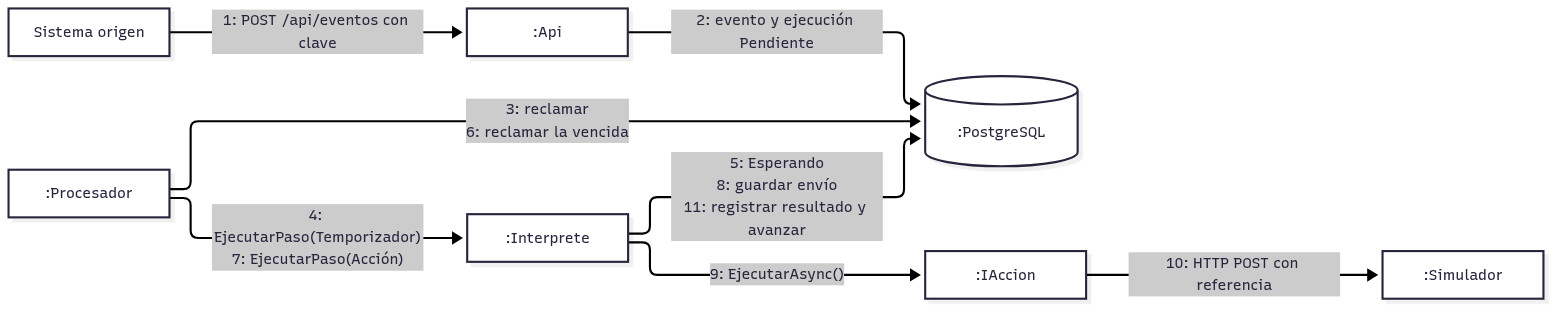 Sistema origen
1: POST /api/eventos con
clave
:Api
2: evento y ejecución
Pendiente
3: reclamar
6: reclamar la vencida
:PostgreSQL
:Procesador
4:
EjecutarPaso(Temporizador)
7: EjecutarPaso(Acción)
:Interprete
5: Esperando
8: guardar envío
11: registrar resultado y
avanzar
9: EjecutarAsync()
:IAccion
10: HTTP POST con
referencia
:Simulador